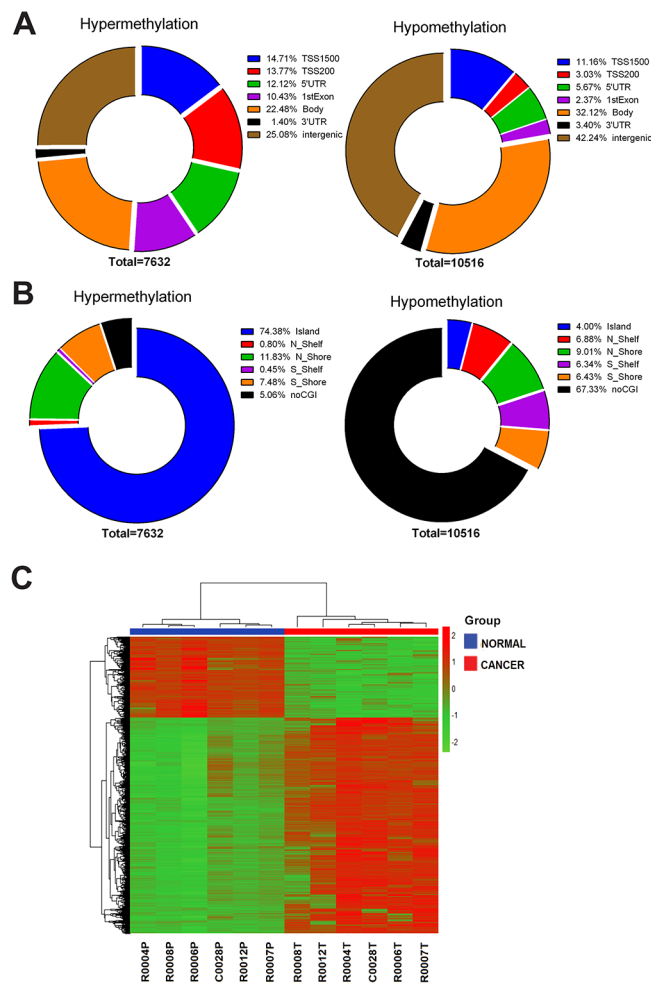 A
Hypermethylation
14.71% TSS1500
13.77% TSS200
12.12% 5'UTR
10.43% 1stExon
22.48% Body
1.40% 3'UTR
25.08% intergenic
Total=7632
Hypomethylation
11.16% TSS1500
3.03% TSS200
5.67% 5'UTR
2.37% 1stExon
32.12% Body
3.40% 3'UTR
42.24% intergenic
Total=10516
B
Hypermethylation
74.38% Island
0.80% N_Shelf
11.83% N_Shore
0.45% S_Shelf
7.48% S_Shore
5.06% noCGI
Total=7632
Hypomethylation
4.00% Island
6.88% N_Shelf
9.01% N_Shore
6.34% S_Shelf
6.43% S_Shore
67.33% noCGI
Total=10516
C
2
1
0
-1
-2
Group
NORMAL
CANCER
R0004P
R0008P
R0006P
C0028P
R0012P
R0007P
R0008T
R0012T
R0004T
C0028T
R0006T
R0007T